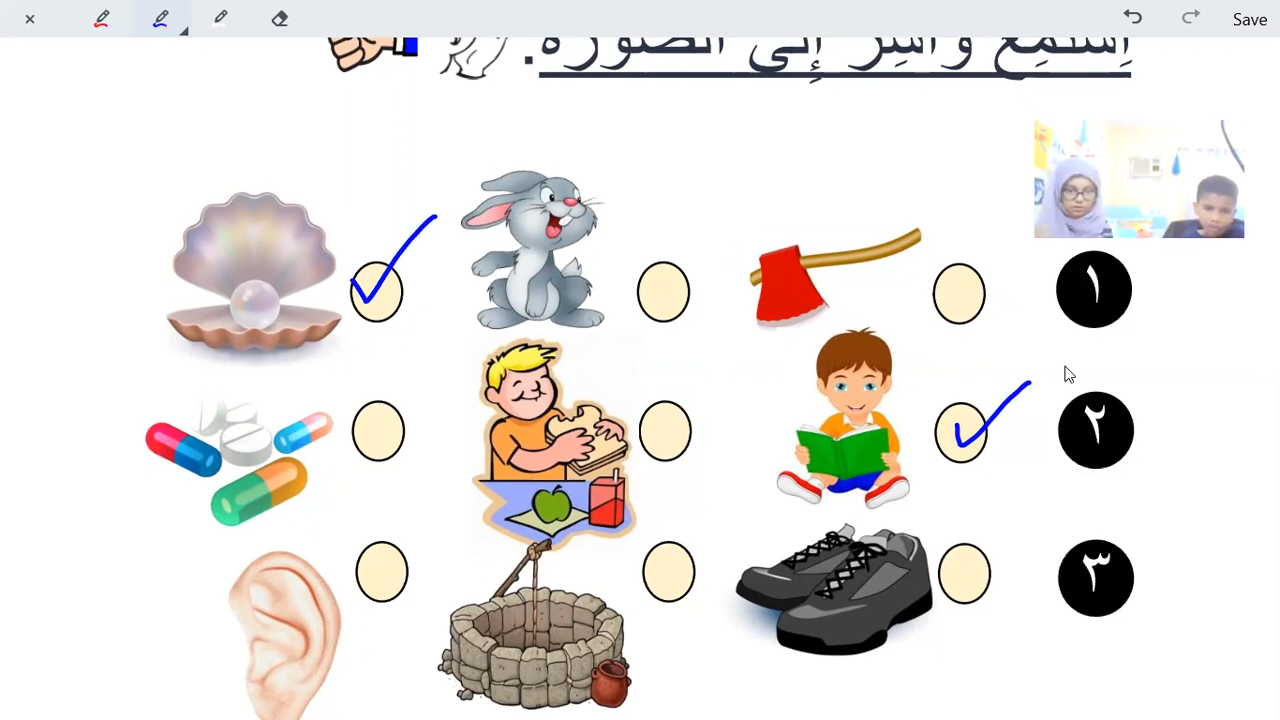 Save
اِسْتَمِعْ وَأَشِرْ إِلَى الصُّورَةِ.
١
٢
٣